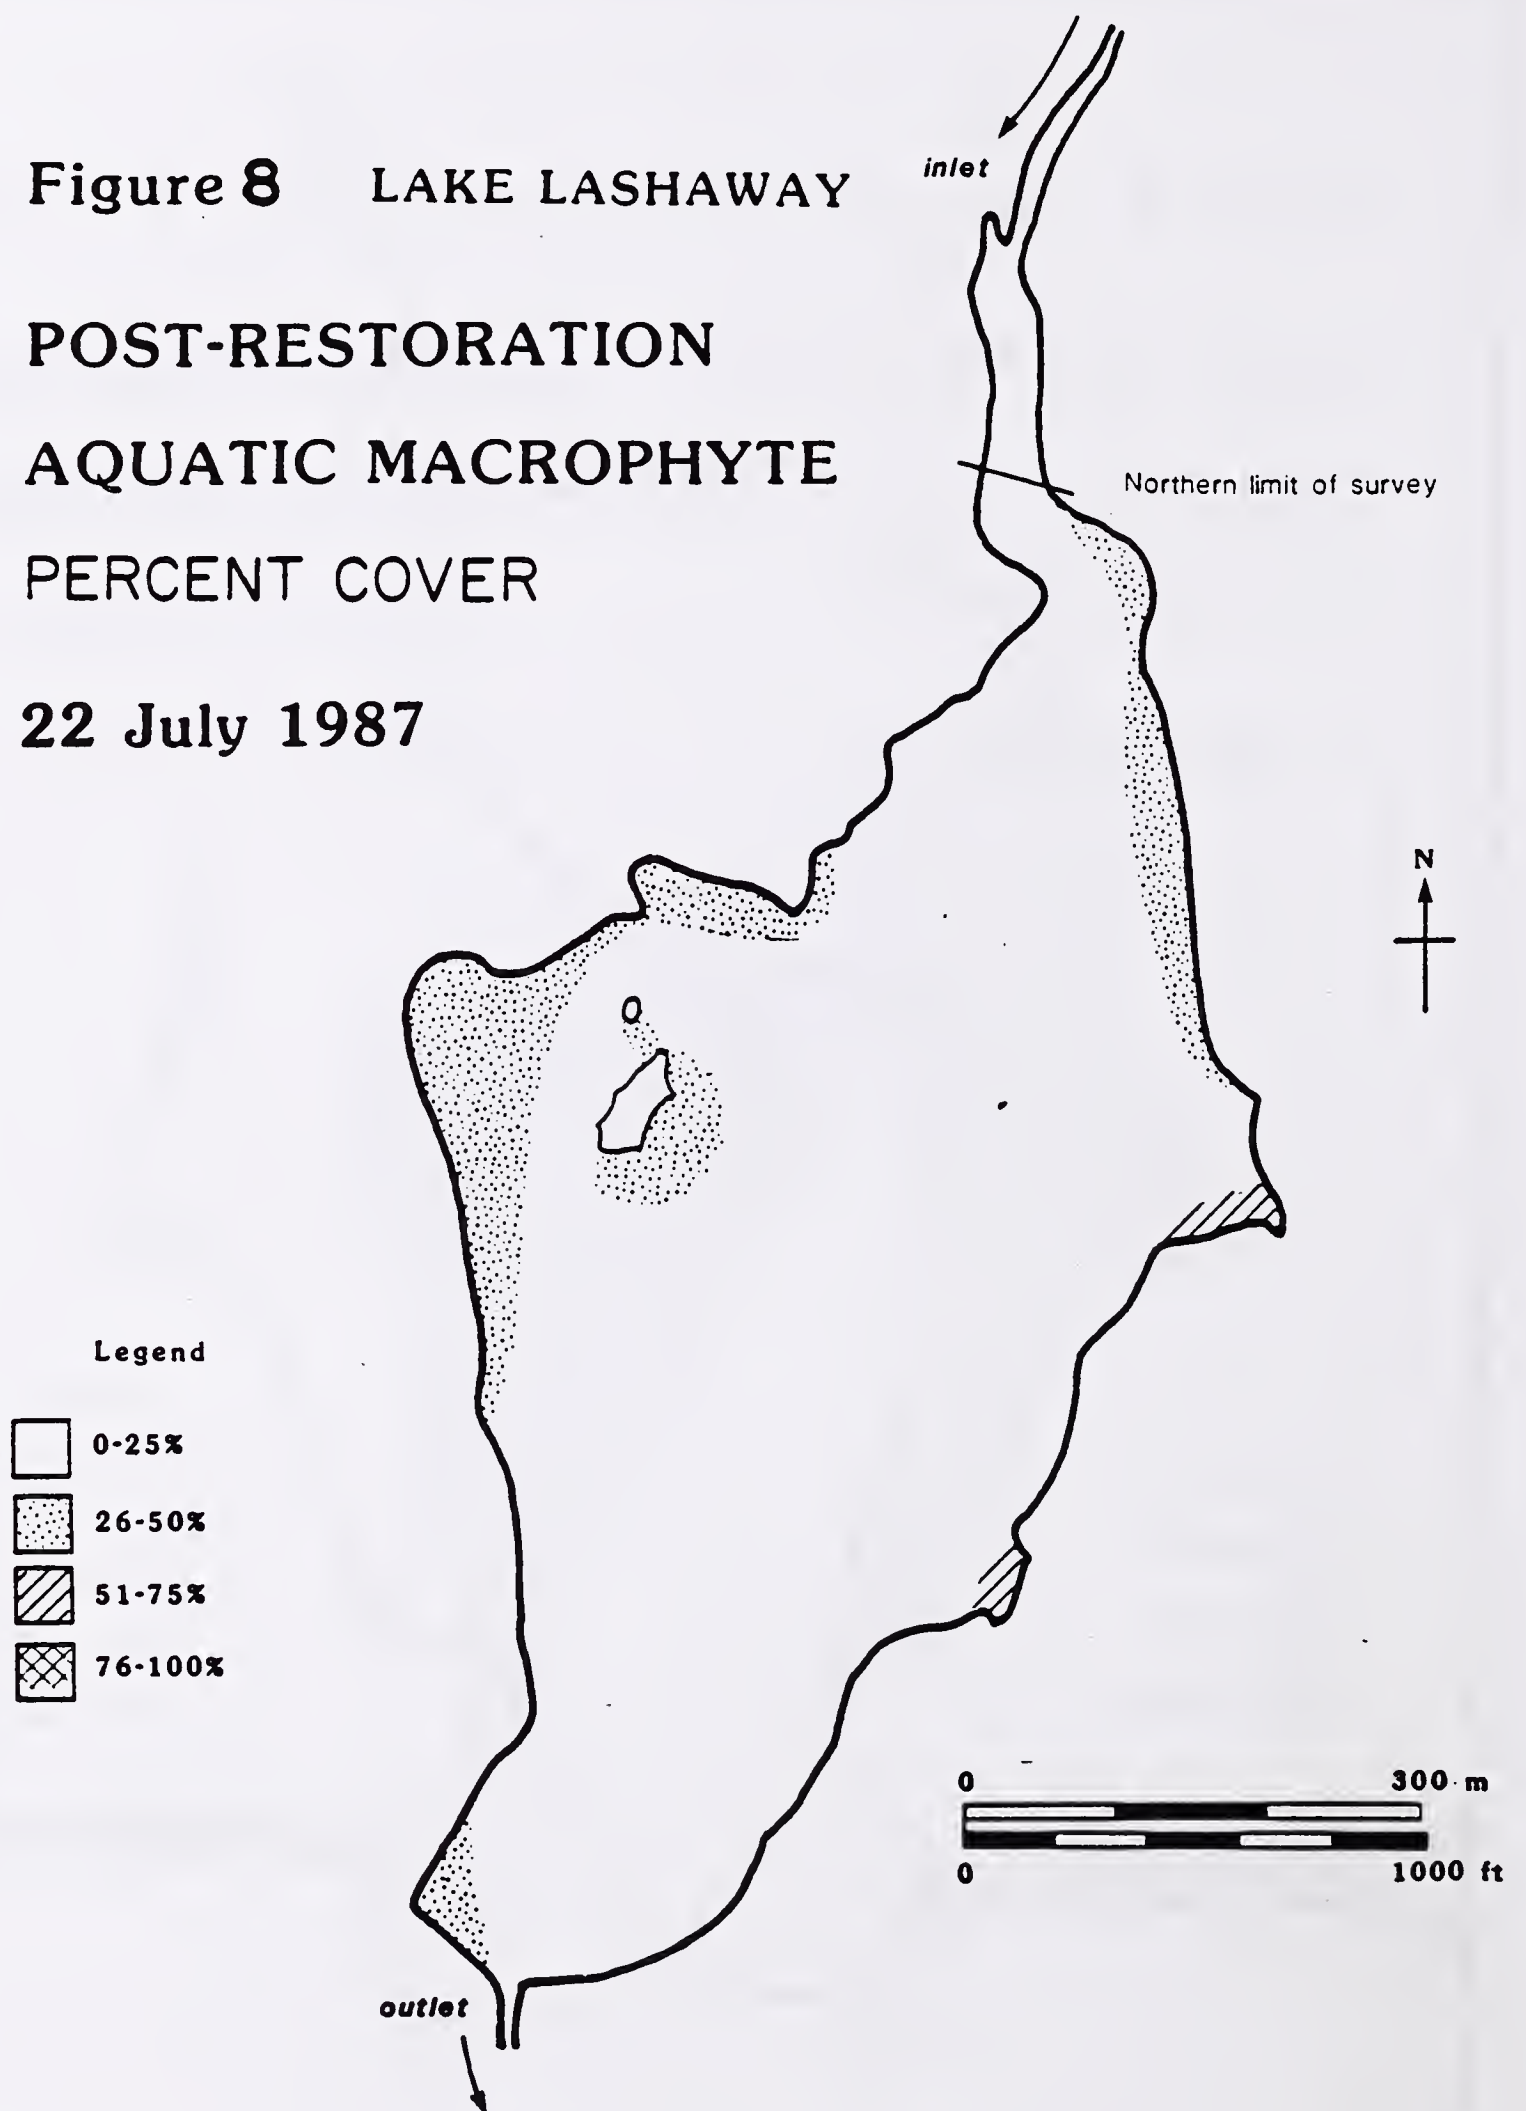 Figure 8 LAKE LASHAWAY
POST-RESTORATION
AQUATIC MACROPHYTE
PERCENT COVER
22 July 1987
inlet
Northern limit of survey
N
Legend
0-25%
26-50%
51-75%
76-100%
0 300 m
0 1000 ft
outlet